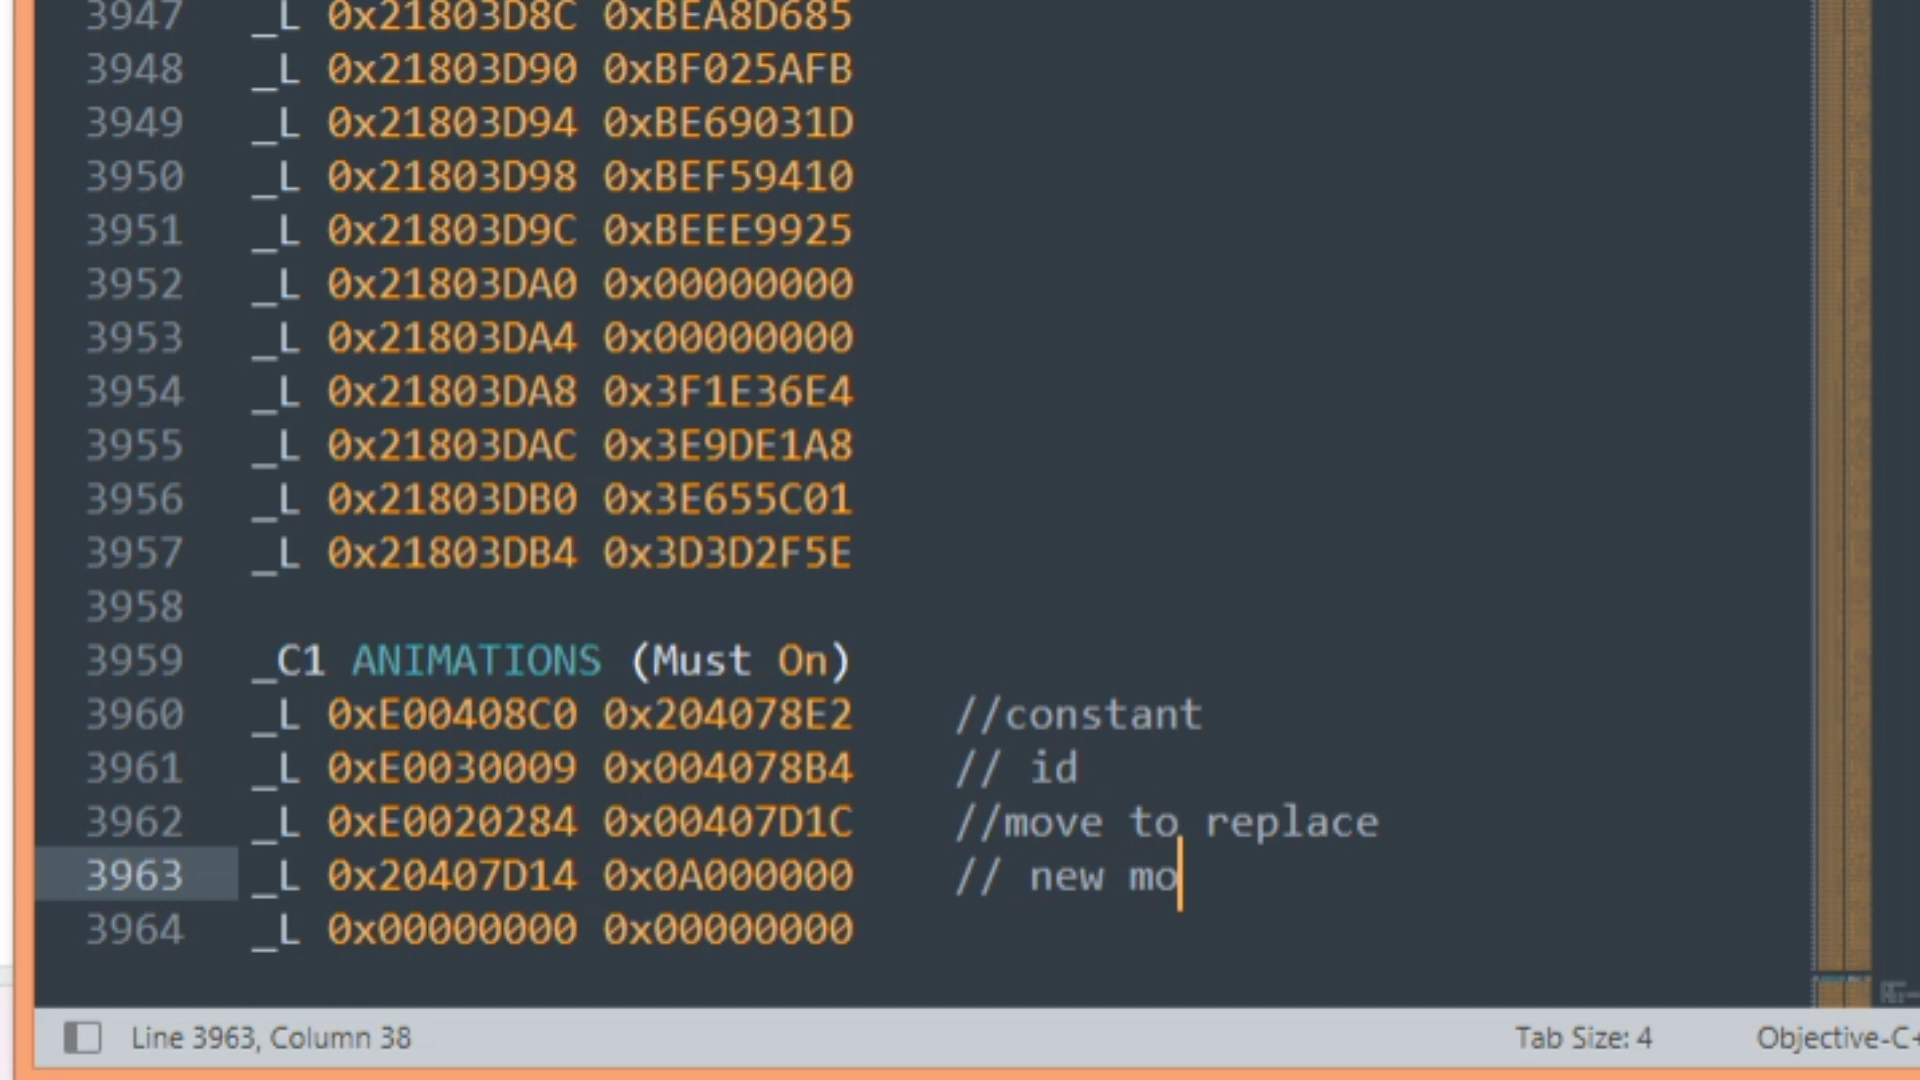 3947 _L 0x21803D8C 0xBEA8D685
3948 _L 0x21803D90 0xBF025AFB
3949 _L 0x21803D94 0xBE69031D
3950 _L 0x21803D98 0xBEF59410
3951 _L 0x21803D9C 0xBEEE9925
3952 _L 0x21803DA0 0x00000000
3953 _L 0x21803DA4 0x00000000
3954 _L 0x21803DA8 0x3F1E36E4
3955 _L 0x21803DAC 0x3E9DE1A8
3956 _L 0x21803DB0 0x3E655C01
3957 _L 0x21803DB4 0x3D3D2F5E
3958
3959 _C1 ANIMATIONS (Must On)
3960 _L 0xE00408C0 0x204078E2 //constant
3961 _L 0xE0030009 0x004078B4 // id
3962 _L 0xE0020284 0x00407D1C //move to replace
3963 _L 0x20407D14 0x0A000000 // new mo
3964 _L 0x00000000 0x00000000
Line 3963, Column 38 Tab Size: 4 Objective-C+